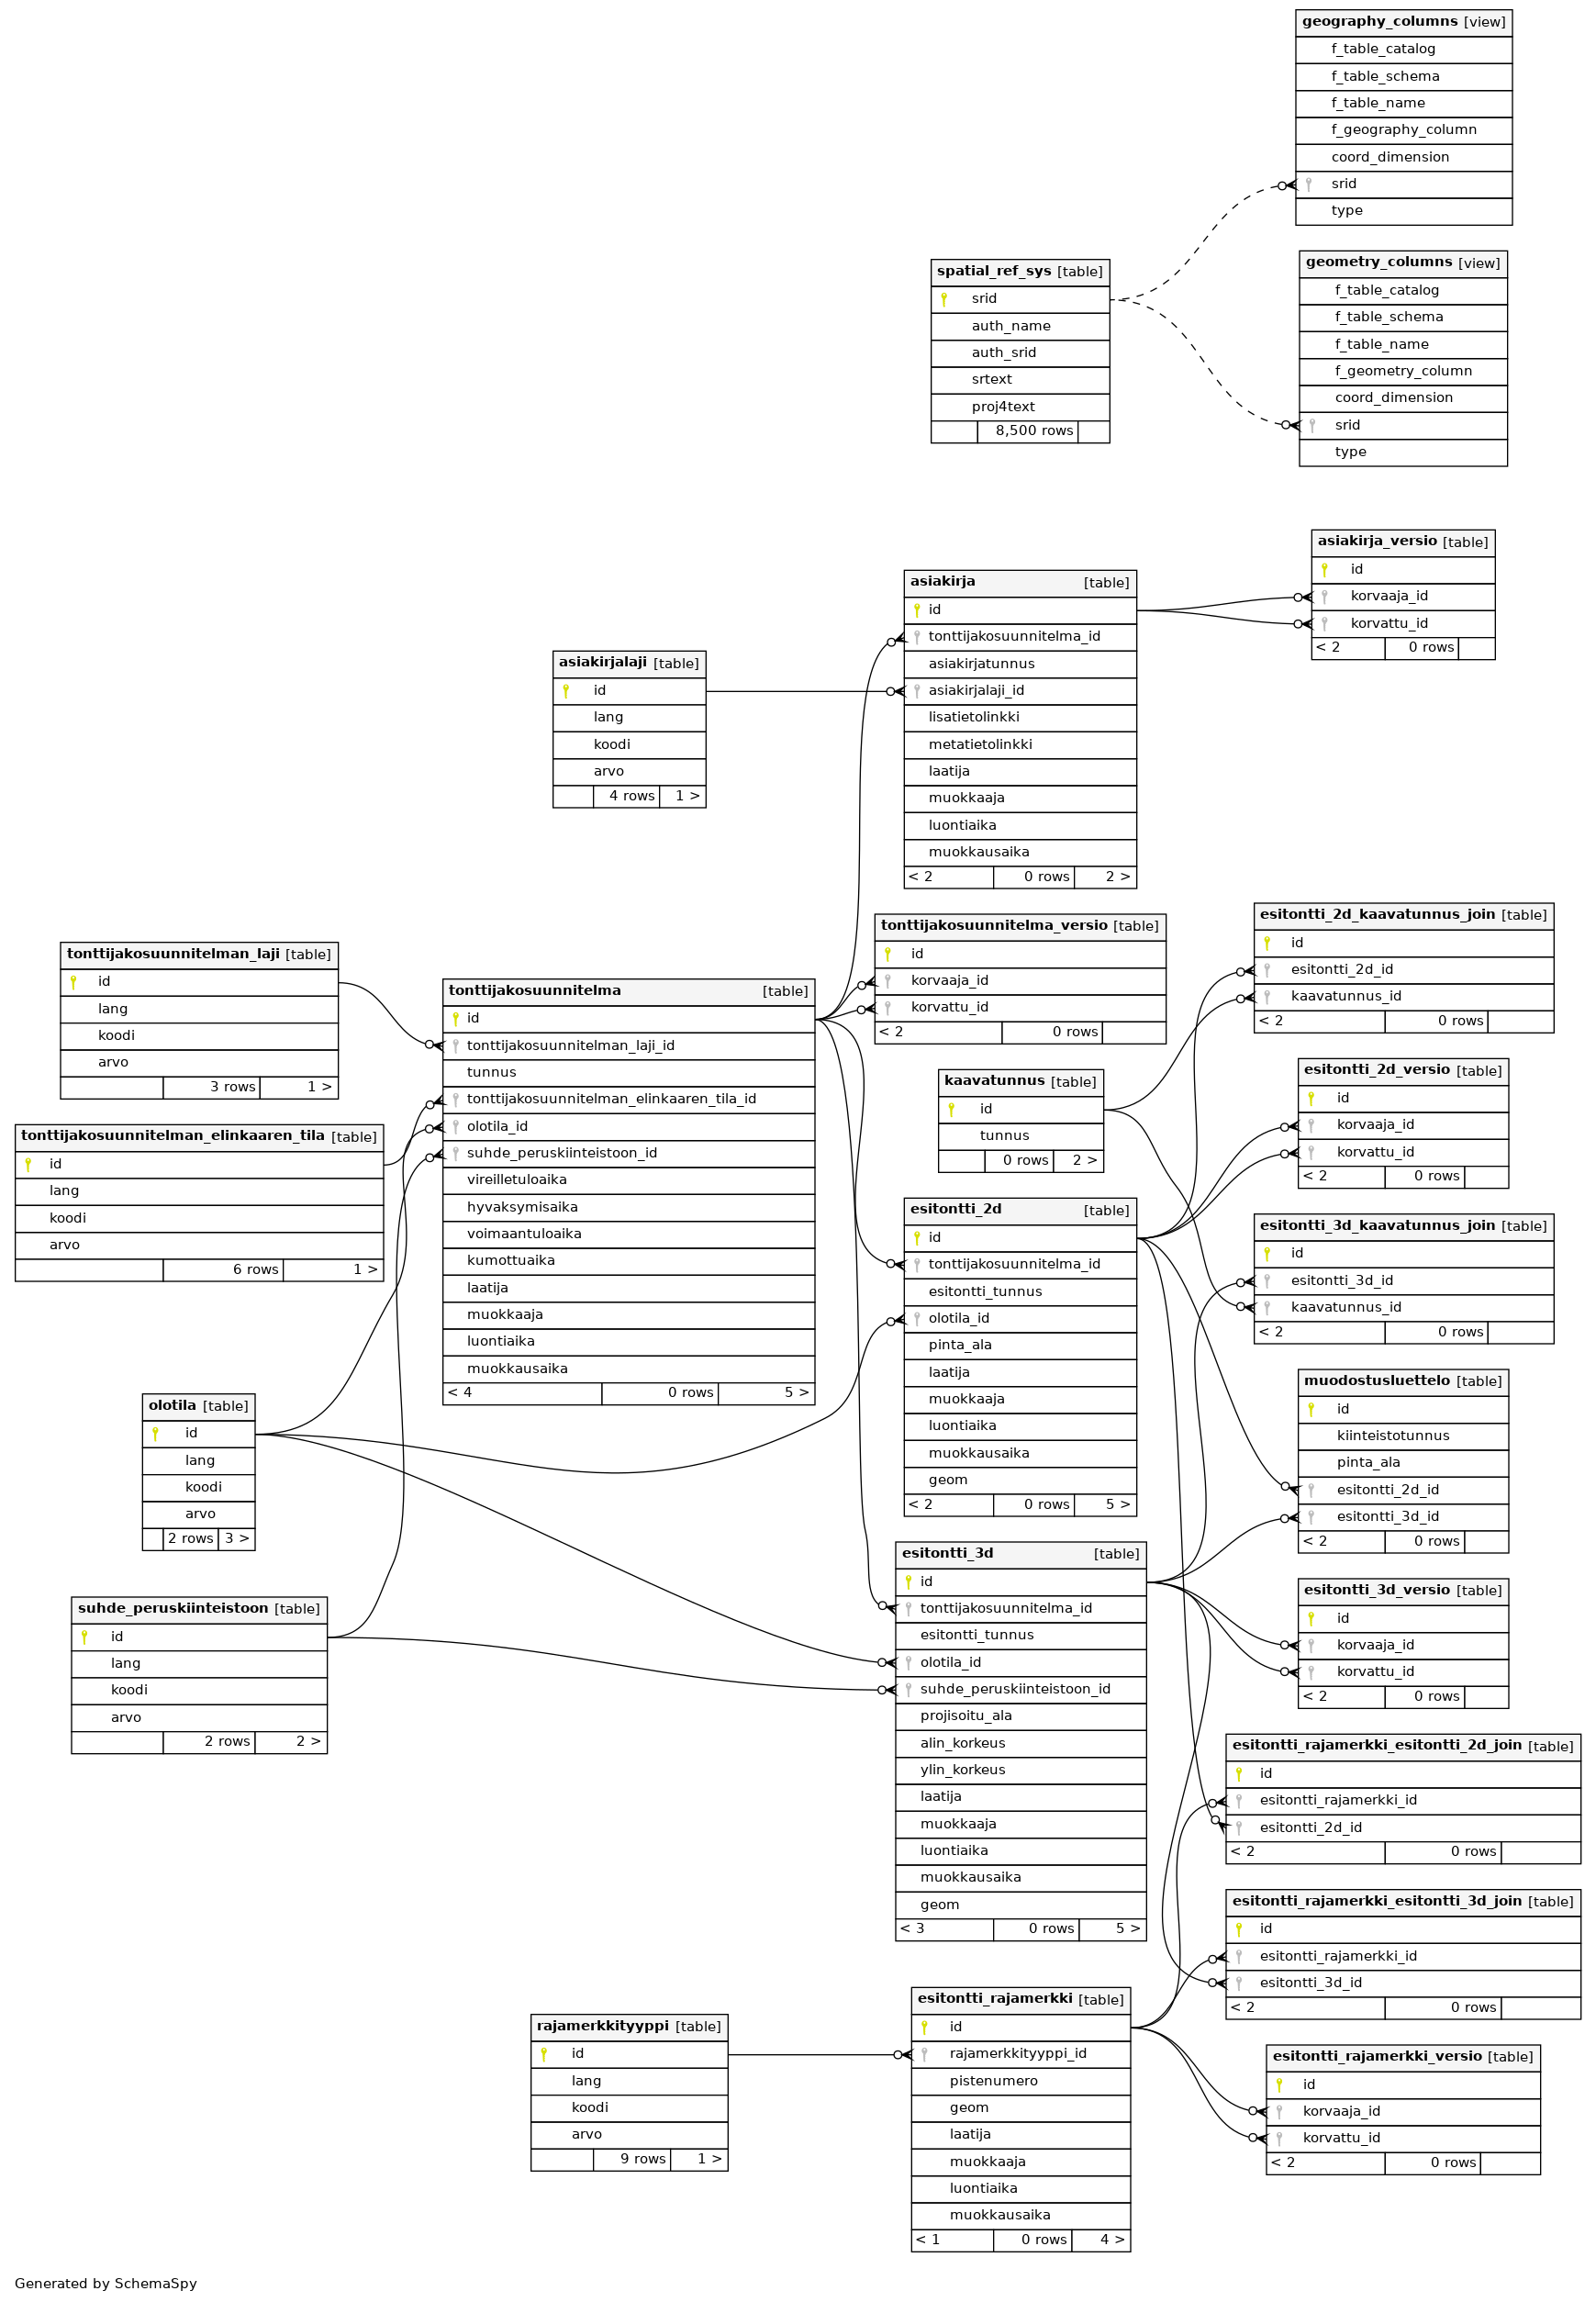 geography_columns [view]
f_table_catalog
f_table_schema
f_table_name
f_geography_column
coord_dimension
srid
type
geometry_columns [view]
f_table_catalog
f_table_schema
f_table_name
f_geometry_column
coord_dimension
srid
type
spatial_ref_sys [table]
srid
auth_name
auth_srid
srtext
proj4text
8,500 rows
asiakirja_versio [table]
id
korvaaja_id
korvattu_id
< 2 0 rows
asiakirja [table]
id
tonttijakosuunnitelma_id
asiakirjatunnus
asiakirjalaji_id
lisatietolinkki
metatietolinkki
laatija
muokkaaja
luontiaika
muokkausaika
< 2 0 rows 2 >
asiakirjalaji [table]
id
lang
koodi
arvo
4 rows 1 >
tonttijakosuunnitelma_versio [table]
id
korvaaja_id
korvattu_id
< 2 0 rows
esitontti_2d_kaavatunnus_join [table]
id
esitontti_2d_id
kaavatunnus_id
< 2 0 rows
tonttijakosuunnitelman_laji [table]
id
lang
koodi
arvo
3 rows 1 >
tonttijakosuunnitelma [table]
id
tonttijakosuunnitelman_laji_id
tunnus
tonttijakosuunnitelman_elinkaaren_tila_id
olotila_id
suhde_peruskiinteistoon_id
vireilletuloaika
hyvaksymisaika
voimaantuloaika
kumottuaika
laatija
muokkaaja
luontiaika
muokkausaika
< 4 0 rows 5 >
kaavatunnus [table]
id
tunnus
0 rows 2 >
esitontti_2d_versio [table]
id
korvaaja_id
korvattu_id
< 2 0 rows
tonttijakosuunnitelman_elinkaaren_tila [table]
id
lang
koodi
arvo
6 rows 1 >
esitontti_2d [table]
id
tonttijakosuunnitelma_id
esitontti_tunnus
olotila_id
pinta_ala
laatija
muokkaaja
luontiaika
muokkausaika
geom
< 2 0 rows 5 >
esitontti_3d_kaavatunnus_join [table]
id
esitontti_3d_id
kaavatunnus_id
< 2 0 rows
muodostusluettelo [table]
id
kiinteistotunnus
pinta_ala
esitontti_2d_id
esitontti_3d_id
< 2 0 rows
olotila [table]
id
lang
koodi
arvo
2 rows 3 >
esitontti_3d [table]
id
tonttijakosuunnitelma_id
esitontti_tunnus
olotila_id
suhde_peruskiinteistoon_id
projisoitu_ala
alin_korkeus
ylin_korkeus
laatija
muokkaaja
luontiaika
muokkausaika
geom
< 3 0 rows 5 >
esitontti_3d_versio [table]
id
korvaaja_id
korvattu_id
< 2 0 rows
suhde_peruskiinteistoon [table]
id
lang
koodi
arvo
2 rows 2 >
esitontti_rajamerkki_esitontti_2d_join [table]
id
esitontti_rajamerkki_id
esitontti_2d_id
< 2 0 rows
esitontti_rajamerkki_esitontti_3d_join [table]
id
esitontti_rajamerkki_id
esitontti_3d_id
< 2 0 rows
esitontti_rajamerkki [table]
id
rajamerkkityyppi_id
pistenumero
geom
laatija
muokkaaja
luontiaika
muokkausaika
< 1 0 rows 4 >
rajamerkkityyppi [table]
id
lang
koodi
arvo
9 rows 1 >
esitontti_rajamerkki_versio [table]
id
korvaaja_id
korvattu_id
< 2 0 rows
Generated by SchemaSpy